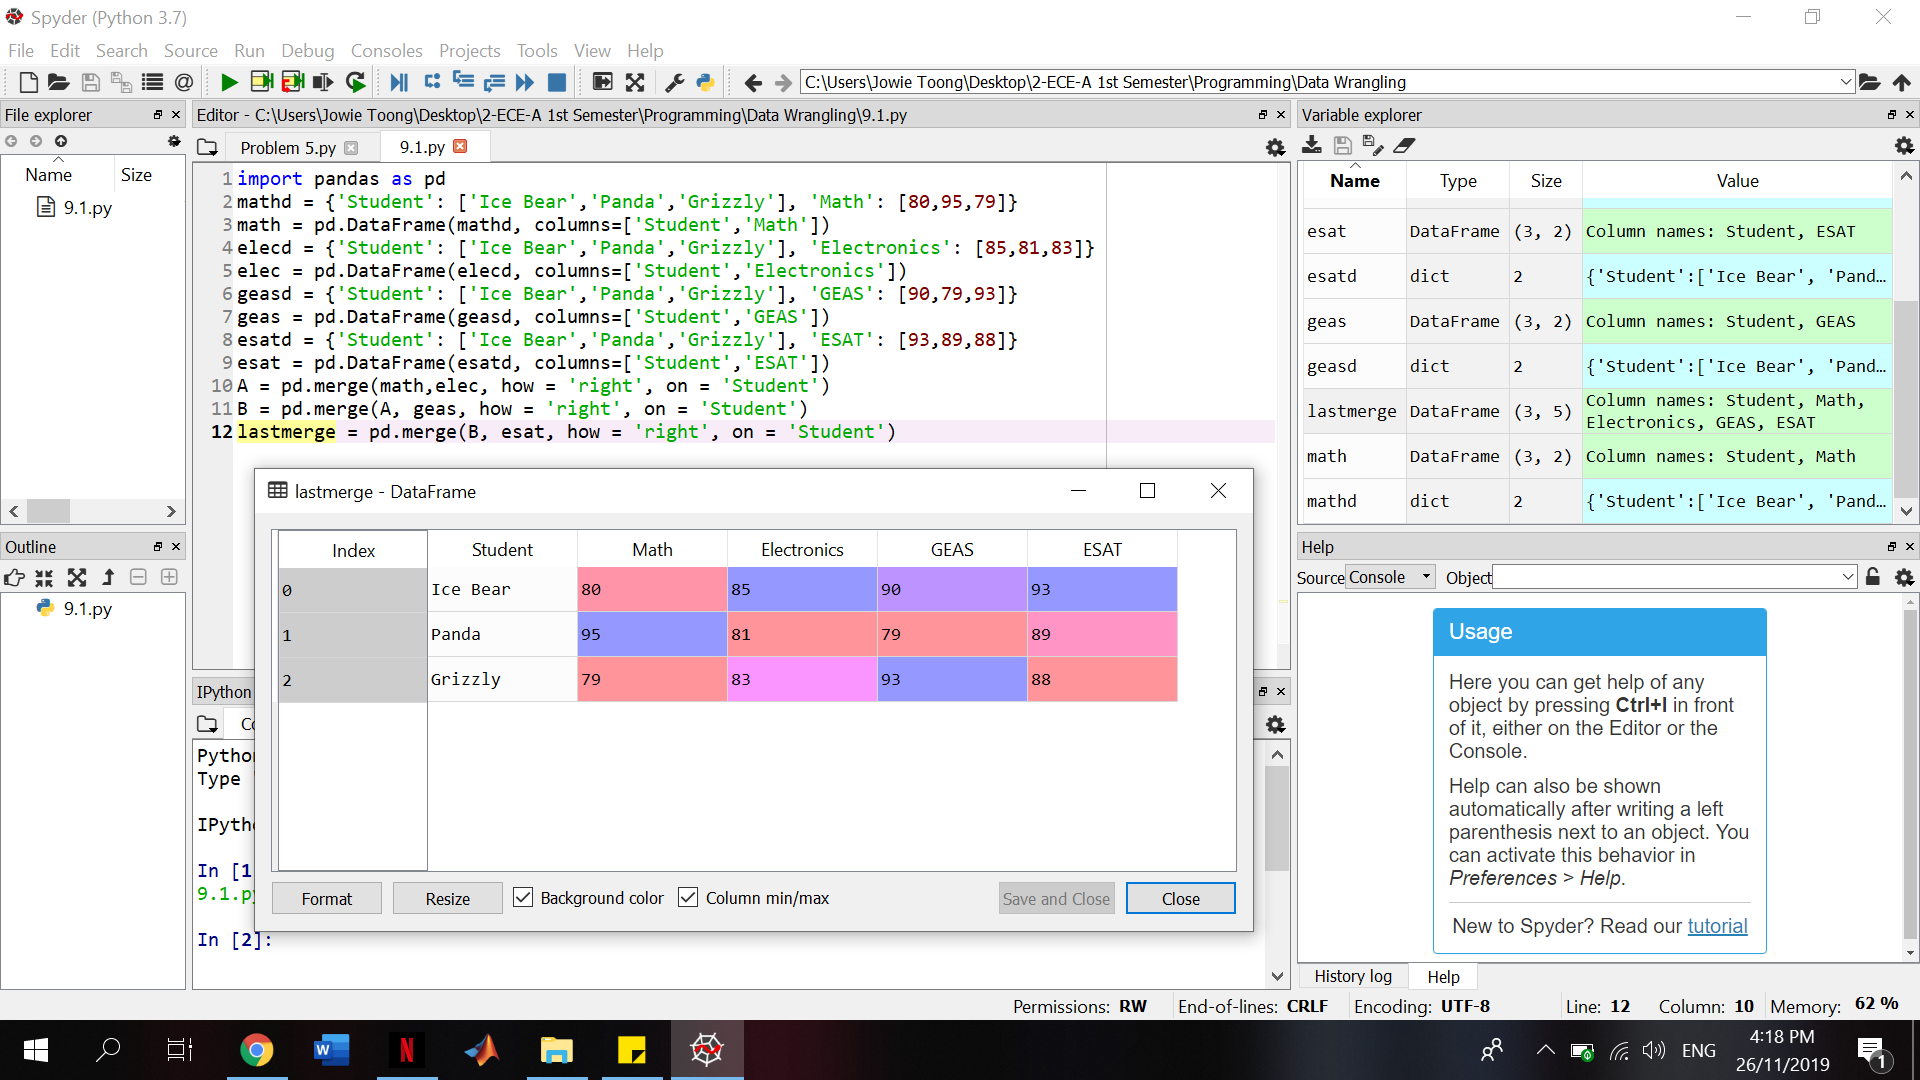 Spyder (Python 3.7)
File Edit Search Source Run Debug Consoles Projects Tools View Help
C:\Users\Jowie Toong\Desktop\2-ECE-A 1st Semester\Programming\Data Wrangling
File explorer
Name Size
9.1.py
Outline
9.1.py
Editor - C:\Users\Jowie Toong\Desktop\2-ECE-A 1st Semester\Programming\Data Wrangling\9.1.py
Problem 5.py 9.1.py
1 import pandas as pd
2 mathd = {'Student': ['Ice Bear','Panda','Grizzly'], 'Math': [80,95,79]}
3 math = pd.DataFrame(mathd, columns=['Student','Math'])
4 elecd = {'Student': ['Ice Bear','Panda','Grizzly'], 'Electronics': [85,81,83]}
5 elec = pd.DataFrame(elecd, columns=['Student','Electronics'])
6 geasd = {'Student': ['Ice Bear','Panda','Grizzly'], 'GEAS': [90,79,93]}
7 geas = pd.DataFrame(geasd, columns=['Student','GEAS'])
8 esatd = {'Student': ['Ice Bear','Panda','Grizzly'], 'ESAT': [93,89,88]}
9 esat = pd.DataFrame(esatd, columns=['Student','ESAT'])
10 A = pd.merge(math,elec, how = 'right', on = 'Student')
11 B = pd.merge(A, geas, how = 'right', on = 'Student')
12 lastmerge = pd.merge(B, esat, how = 'right', on = 'Student')
lastmerge - DataFrame
Index Student Math Electronics GEAS ESAT
0 Ice Bear 80 85 90 93
1 Panda 95 81 79 89
2 Grizzly 79 83 93 88
Format Resize Background color Column min/max Save and Close Close
IPython
Co
Python
Type
IPytho
In [1
9.1.py
In [2]:
Variable explorer
Name Type Size Value
esat DataFrame (3, 2) Column names: Student, ESAT
esatd dict 2 {'Student':['Ice Bear', 'Pand...
geas DataFrame (3, 2) Column names: Student, GEAS
geasd dict 2 {'Student':['Ice Bear', 'Pand...
lastmerge DataFrame (3, 5) Column names: Student, Math,
Electronics, GEAS, ESAT
math DataFrame (3, 2) Column names: Student, Math
mathd dict 2 {'Student':['Ice Bear', 'Pand...
Help
Source Console Object
Usage
Here you can get help of any
object by pressing Ctrl+I in front
of it, either on the Editor or the
Console.
Help can also be shown
automatically after writing a left
parenthesis next to an object. You
can activate this behavior in
Preferences > Help.
New to Spyder? Read our tutorial
History log Help
Permissions: RW End-of-lines: CRLF Encoding: UTF-8 Line: 12 Column: 10 Memory: 62 %
ENG
4:18 PM
26/11/2019
1